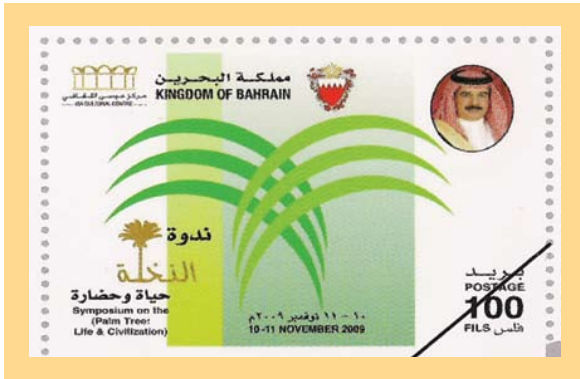 مملكة البحرين
KINGDOM OF BAHRAIN
مركز عيسى الثقافي
ISA CULTURAL CENTRE
ندوة
النخلة
حياة وحضارة
Symposium on the
(Palm Tree:
Life & Civilization)
١٠ - ١١ نوفمبر ٢٠٠٩م
10-11 NOVEMBER 2009
بريد
POSTAGE
100
FILS فلس